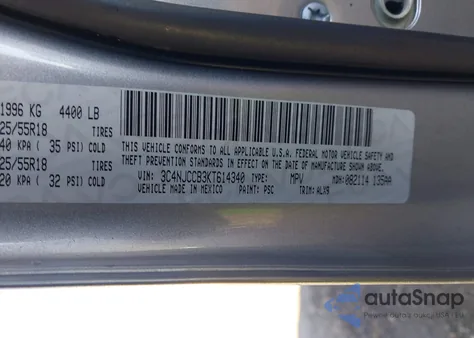 1996 KG 4400 LB
25/55R18 TIRES
40 KPA ( 35 PSI) COLD
25/55R18 TIRES
20 KPA ( 32 PSI) COLD
THIS VEHICLE CONFORMS TO ALL APPLICABLE U.S.A. FEDERAL MOTOR VEHICLE SAFETY AND
THEFT PREVENTION STANDARDS IN EFFECT ON THE DATE OF MANUFACTURE SHOWN ABOVE.
VIN: 3C4NJCCB3KT614340 TYPE: MPV MDH: 082114 135AA
MADE IN MEXICO PAINT: PSC TRIM: ALX9
autoSnap